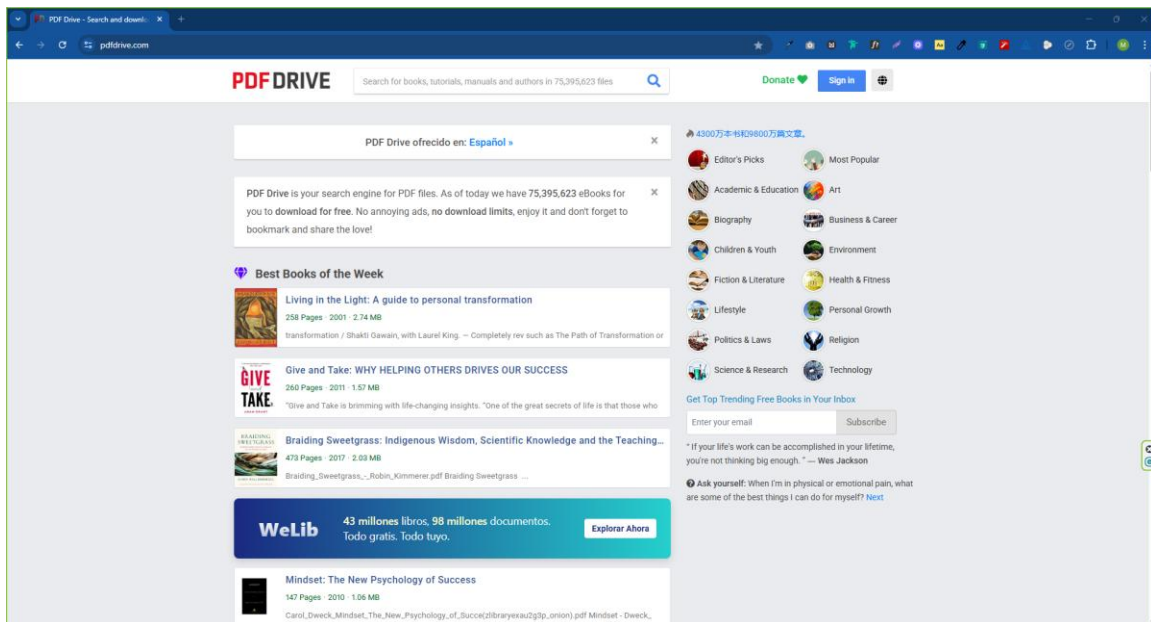 PDF Drive - Search and downlo
pdfdrive.com
PDFDRIVE
Search for books, tutorials, manuals and authors in 75,395,623 files
Donate
Sign in
PDF Drive ofrecido en: Español »
PDF Drive is your search engine for PDF files. As of today we have 75,395,623 eBooks for
you to download for free. No annoying ads, no download limits, enjoy it and don't forget to
bookmark and share the love!
Best Books of the Week
Living in the Light: A guide to personal transformation
258 Pages · 2001 · 2.74 MB
transformation / Shakti Gawain, with Laurel King. — Completely rev such as The Path of Transformation or
GIVE
AND
TAKE
Give and Take: WHY HELPING OTHERS DRIVES OUR SUCCESS
260 Pages · 2011 · 1.57 MB
"Give and Take is brimming with life-changing insights. "One of the great secrets of life is that those who
BRAIDING
SWEETGRASS
Braiding Sweetgrass: Indigenous Wisdom, Scientific Knowledge and the Teaching...
473 Pages · 2017 · 2.03 MB
Braiding_Sweetgrass_-_Robin_Kimmerer.pdf Braiding Sweetgrass ...
WeLib
43 millones libros, 98 millones documentos.
Todo gratis. Todo tuyo.
Explorar Ahora
Mindset: The New Psychology of Success
147 Pages · 2010 · 1.06 MB
Carol_Dweck_Mindset_The_New_Psychology_of_Succe(zlibraryexau2g3p_onion).pdf Mindset - Dweck_
4300万本书和9800万篇文章。
Editor's Picks
Most Popular
Academic & Education
Art
Biography
Business & Career
Children & Youth
Environment
Fiction & Literature
Health & Fitness
Lifestyle
Personal Growth
Politics & Laws
Religion
Science & Research
Technology
Get Top Trending Free Books in Your Inbox
Enter your email
Subscribe
" If your life's work can be accomplished in your lifetime,
you're not thinking big enough. " — Wes Jackson
Ask yourself: When I'm in physical or emotional pain, what
are some of the best things I can do for myself? Next